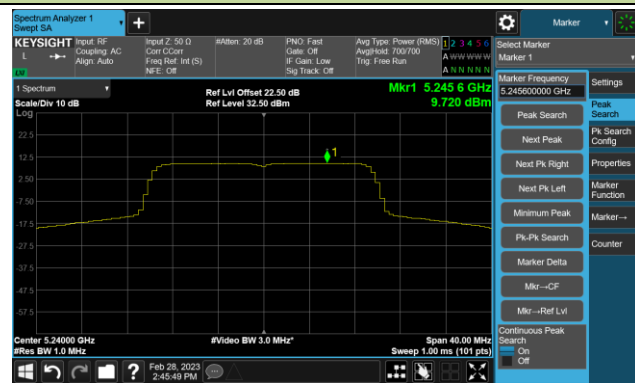 Spectrum Analyzer 1
Swept SA
+
Marker
KEYSIGHT
L
Input: RF
Coupling: AC
Align: Auto
Input Z: 50 Ω
Corr CCorr
Freq Ref: Int (S)
NFE: Off
#Atten: 20 dB
PNO: Fast
Gate: Off
IF Gain: Low
Sig Track: Off
Avg Type: Power (RMS)
Avg|Hold: 700/700
Trig: Free Run
1 2 3 4 5 6
A W W W W W
A N N N N N
LXI
Select Marker
Marker 1
1 Spectrum
Scale/Div 10 dB
Log
Ref Lvl Offset 22.50 dB
Ref Level 32.50 dBm
Mkr1 5.245 6 GHz
9.720 dBm
22.5
12.5
2.50
-7.50
-17.5
-27.5
-37.5
-47.5
-57.5
1
Center 5.24000 GHz
#Res BW 1.0 MHz
#Video BW 3.0 MHz*
Span 40.00 MHz
Sweep 1.00 ms (101 pts)
Marker Frequency
5.245600000 GHz
Peak Search
Next Peak
Next Pk Right
Next Pk Left
Minimum Peak
Pk-Pk Search
Marker Delta
Mkr→CF
Mkr→Ref Lvl
Continuous Peak
Search
On
Off
Settings
Peak
Search
Pk Search
Config
Properties
Marker
Function
Marker→
Counter
?
Feb 28, 2023
2:45:49 PM